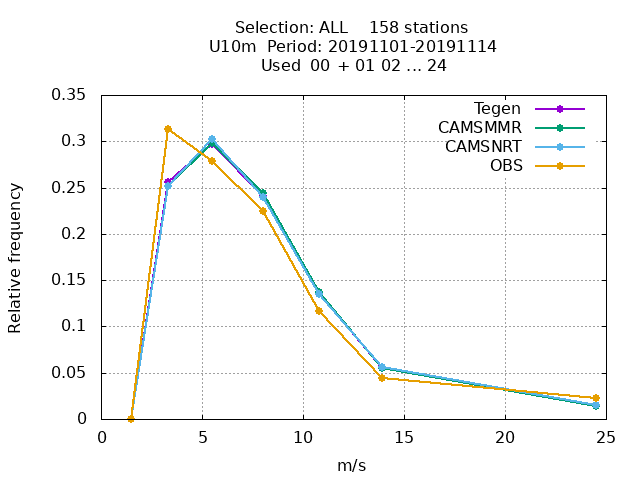 Selection: ALL    158 stations
U10m  Period: 20191101-20191114
Used  00  + 01 02 ... 24
0.35
0.3
0.25
0.2
0.15
0.1
0.05
0
Relative frequency
Tegen
CAMSMMR
CAMSNRT
OBS
0 5 10 15 20 25
m/s